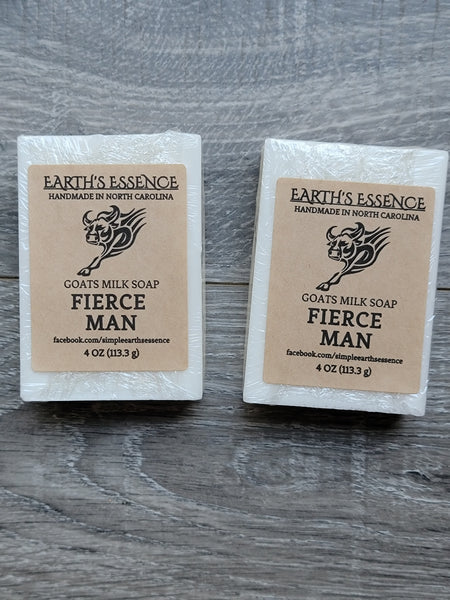 EARTH'S ESSENCE
HANDMADE IN NORTH CAROLINA
GOATS MILK SOAP
FIERCE
MAN
facebook.com/simpleearthsessence
4 OZ (113.3 g)
EARTH'S ESSENCE
HANDMADE IN NORTH CAROLINA
GOATS MILK SOAP
FIERCE
MAN
facebook.com/simpleearthsessence
4 OZ (113.3 g)